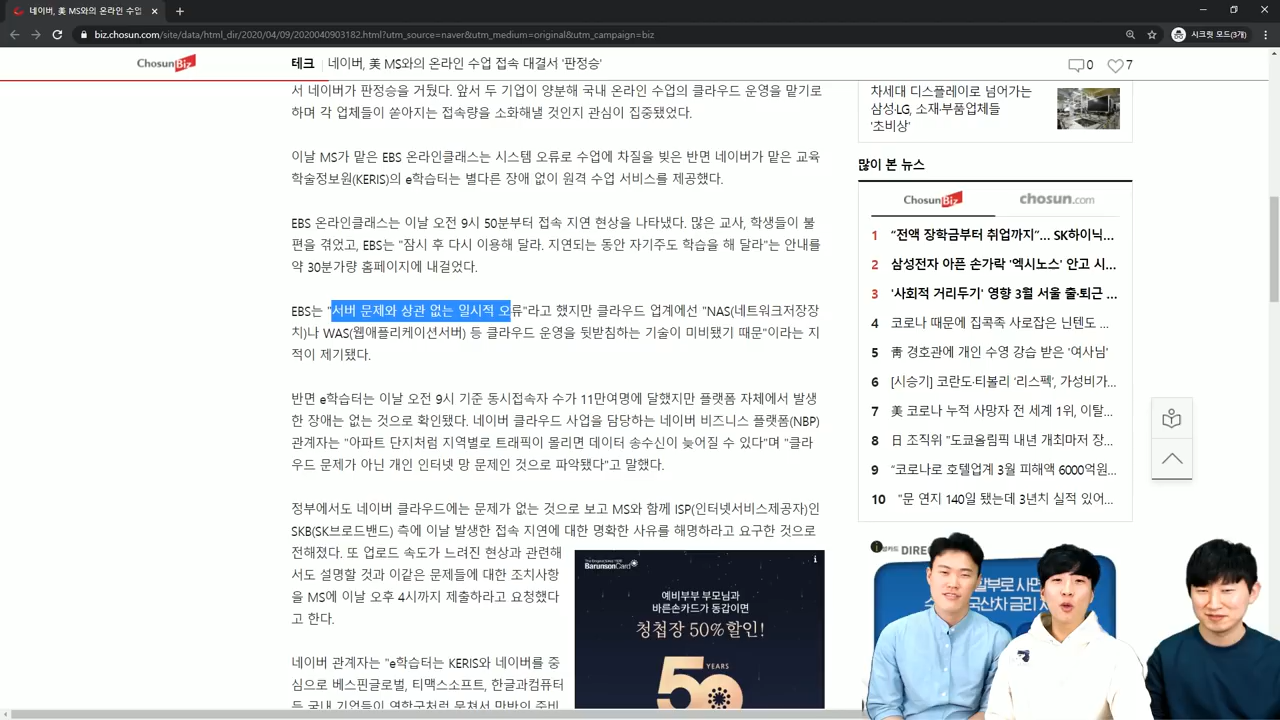 네이버, 美 MS와의 온라인 수업
biz.chosun.com/site/data/html_dir/2020/04/09/2020040903182.html?utm_source=naver&utm_medium=original&utm_campaign=biz
시크릿 모드(3개)
ChosunBiz
테크
네이버, 美 MS와의 온라인 수업 접속 대결서 '판정승'
0
7
서 네이버가 판정승을 거뒀다. 앞서 두 기업이 양분해 국내 온라인 수업의 클라우드 운영을 맡기로
하며 각 업체들이 쏟아지는 접속량을 소화해낼 것인지 관심이 집중됐었다.
이날 MS가 맡은 EBS 온라인클래스는 시스템 오류로 수업에 차질을 빚은 반면 네이버가 맡은 교육
학술정보원(KERIS)의 e학습터는 별다른 장애 없이 원격 수업 서비스를 제공했다.
EBS 온라인클래스는 이날 오전 9시 50분부터 접속 지연 현상을 나타냈다. 많은 교사, 학생들이 불
편을 겪었고, EBS는 "잠시 후 다시 이용해 달라. 지연되는 동안 자기주도 학습을 해 달라"는 안내를
약 30분가량 홈페이지에 내걸었다.
EBS는 "서버 문제와 상관 없는 일시적 오류"라고 했지만 클라우드 업계에선 "NAS(네트워크저장장
치)나 WAS(웹애플리케이션서버) 등 클라우드 운영을 뒷받침하는 기술이 미비됐기 때문"이라는 지
적이 제기됐다.
반면 e학습터는 이날 오전 9시 기준 동시접속자 수가 11만여명에 달했지만 플랫폼 자체에서 발생
한 장애는 없는 것으로 확인됐다. 네이버 클라우드 사업을 담당하는 네이버 비즈니스 플랫폼(NBP)
관계자는 "아파트 단지처럼 지역별로 트래픽이 몰리면 데이터 송수신이 늦어질 수 있다"며 "클라
우드 문제가 아닌 개인 인터넷 망 문제인 것으로 파악됐다"고 말했다.
정부에서도 네이버 클라우드에는 문제가 없는 것으로 보고 MS와 함께 ISP(인터넷서비스제공자)인
SKB(SK브로드밴드) 측에 이날 발생한 접속 지연에 대한 명확한 사유를 해명하라고 요구한 것으로
전해졌다. 또 업로드 속도가 느려진 현상과 관련해
서도 설명할 것과 이같은 문제들에 대한 조치사항
을 MS에 이날 오후 4시까지 제출하라고 요청했다
고 한다.
네이버 관계자는 "e학습터는 KERIS와 네이버를 중
심으로 베스핀글로벌, 티맥스소프트, 한글과컴퓨터
등 국내 기업들이 연합군처럼 뭉쳐서 만반의 준비
BarunsonCard
예비부부 부모님과
바른손카드가 동갑이면
청첩장 50%할인!
50 YEARS
차세대 디스플레이로 넘어가는
삼성·LG, 소재·부품업체들
'초비상'
많이 본 뉴스
ChosunBiz
chosun.com
1 "전액 장학금부터 취업까지"... SK하이닉...
2 삼성전자 아픈 손가락 '엑시노스' 안고 시...
3 '사회적 거리두기' 영향 3월 서울 출·퇴근 ...
4 코로나 때문에 집콕족 사로잡은 닌텐도 ...
5 靑 경호관에 개인 수영 강습 받은 '여사님'
6 [시승기] 코란도·티볼리 '리스펙', 가성비가...
7 美 코로나 누적 사망자 전 세계 1위, 이탈...
8 日 조직위 "도쿄올림픽 내년 개최마저 장...
9 "코로나로 호텔업계 3월 피해액 6000억원...
10 "문 연지 140일 됐는데 3년치 실적 있어...